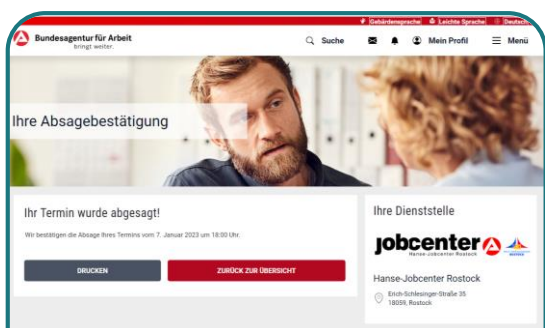 Gebärdensprache Leichte Sprache Deutsch
Bundesagentur für Arbeit
bringt weiter.
Suche Mein Profil Menü
Ihre Absagebestätigung
Ihr Termin wurde abgesagt!
Wir bestätigen die Absage Ihres Termins vom 7. Januar 2023 um 18:00 Uhr.
DRUCKEN ZURÜCK ZUR ÜBERSICHT
Ihre Dienststelle
jobcenter
Hanse-Jobcenter Rostock
Hanse-Jobcenter Rostock
Erich-Schlesinger-Straße 35
18059, Rostock